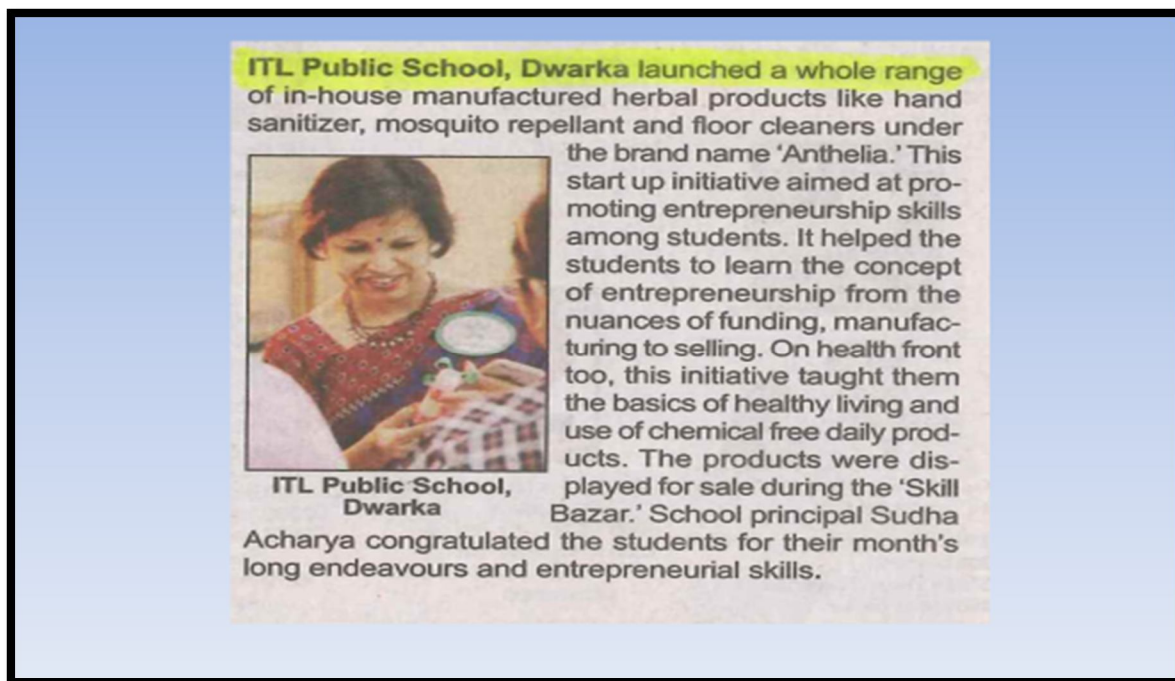 ITL Public School, Dwarka launched a whole range
of in-house manufactured herbal products like hand
sanitizer, mosquito repellant and floor cleaners under
the brand name ‘Anthelia.’ This
start up initiative aimed at pro-
moting entrepreneurship skills
among students. It helped the
students to learn the concept
of entrepreneurship from the
nuances of funding, manufac-
turing to selling. On health front
too, this initiative taught them
the basics of healthy living and
use of chemical free daily prod-
ucts. The products were dis-
played for sale during the ‘Skill
Bazar.’ School principal Sudha
Acharya congratulated the students for their month’s
long endeavours and entrepreneurial skills.
ITL Public School,
Dwarka